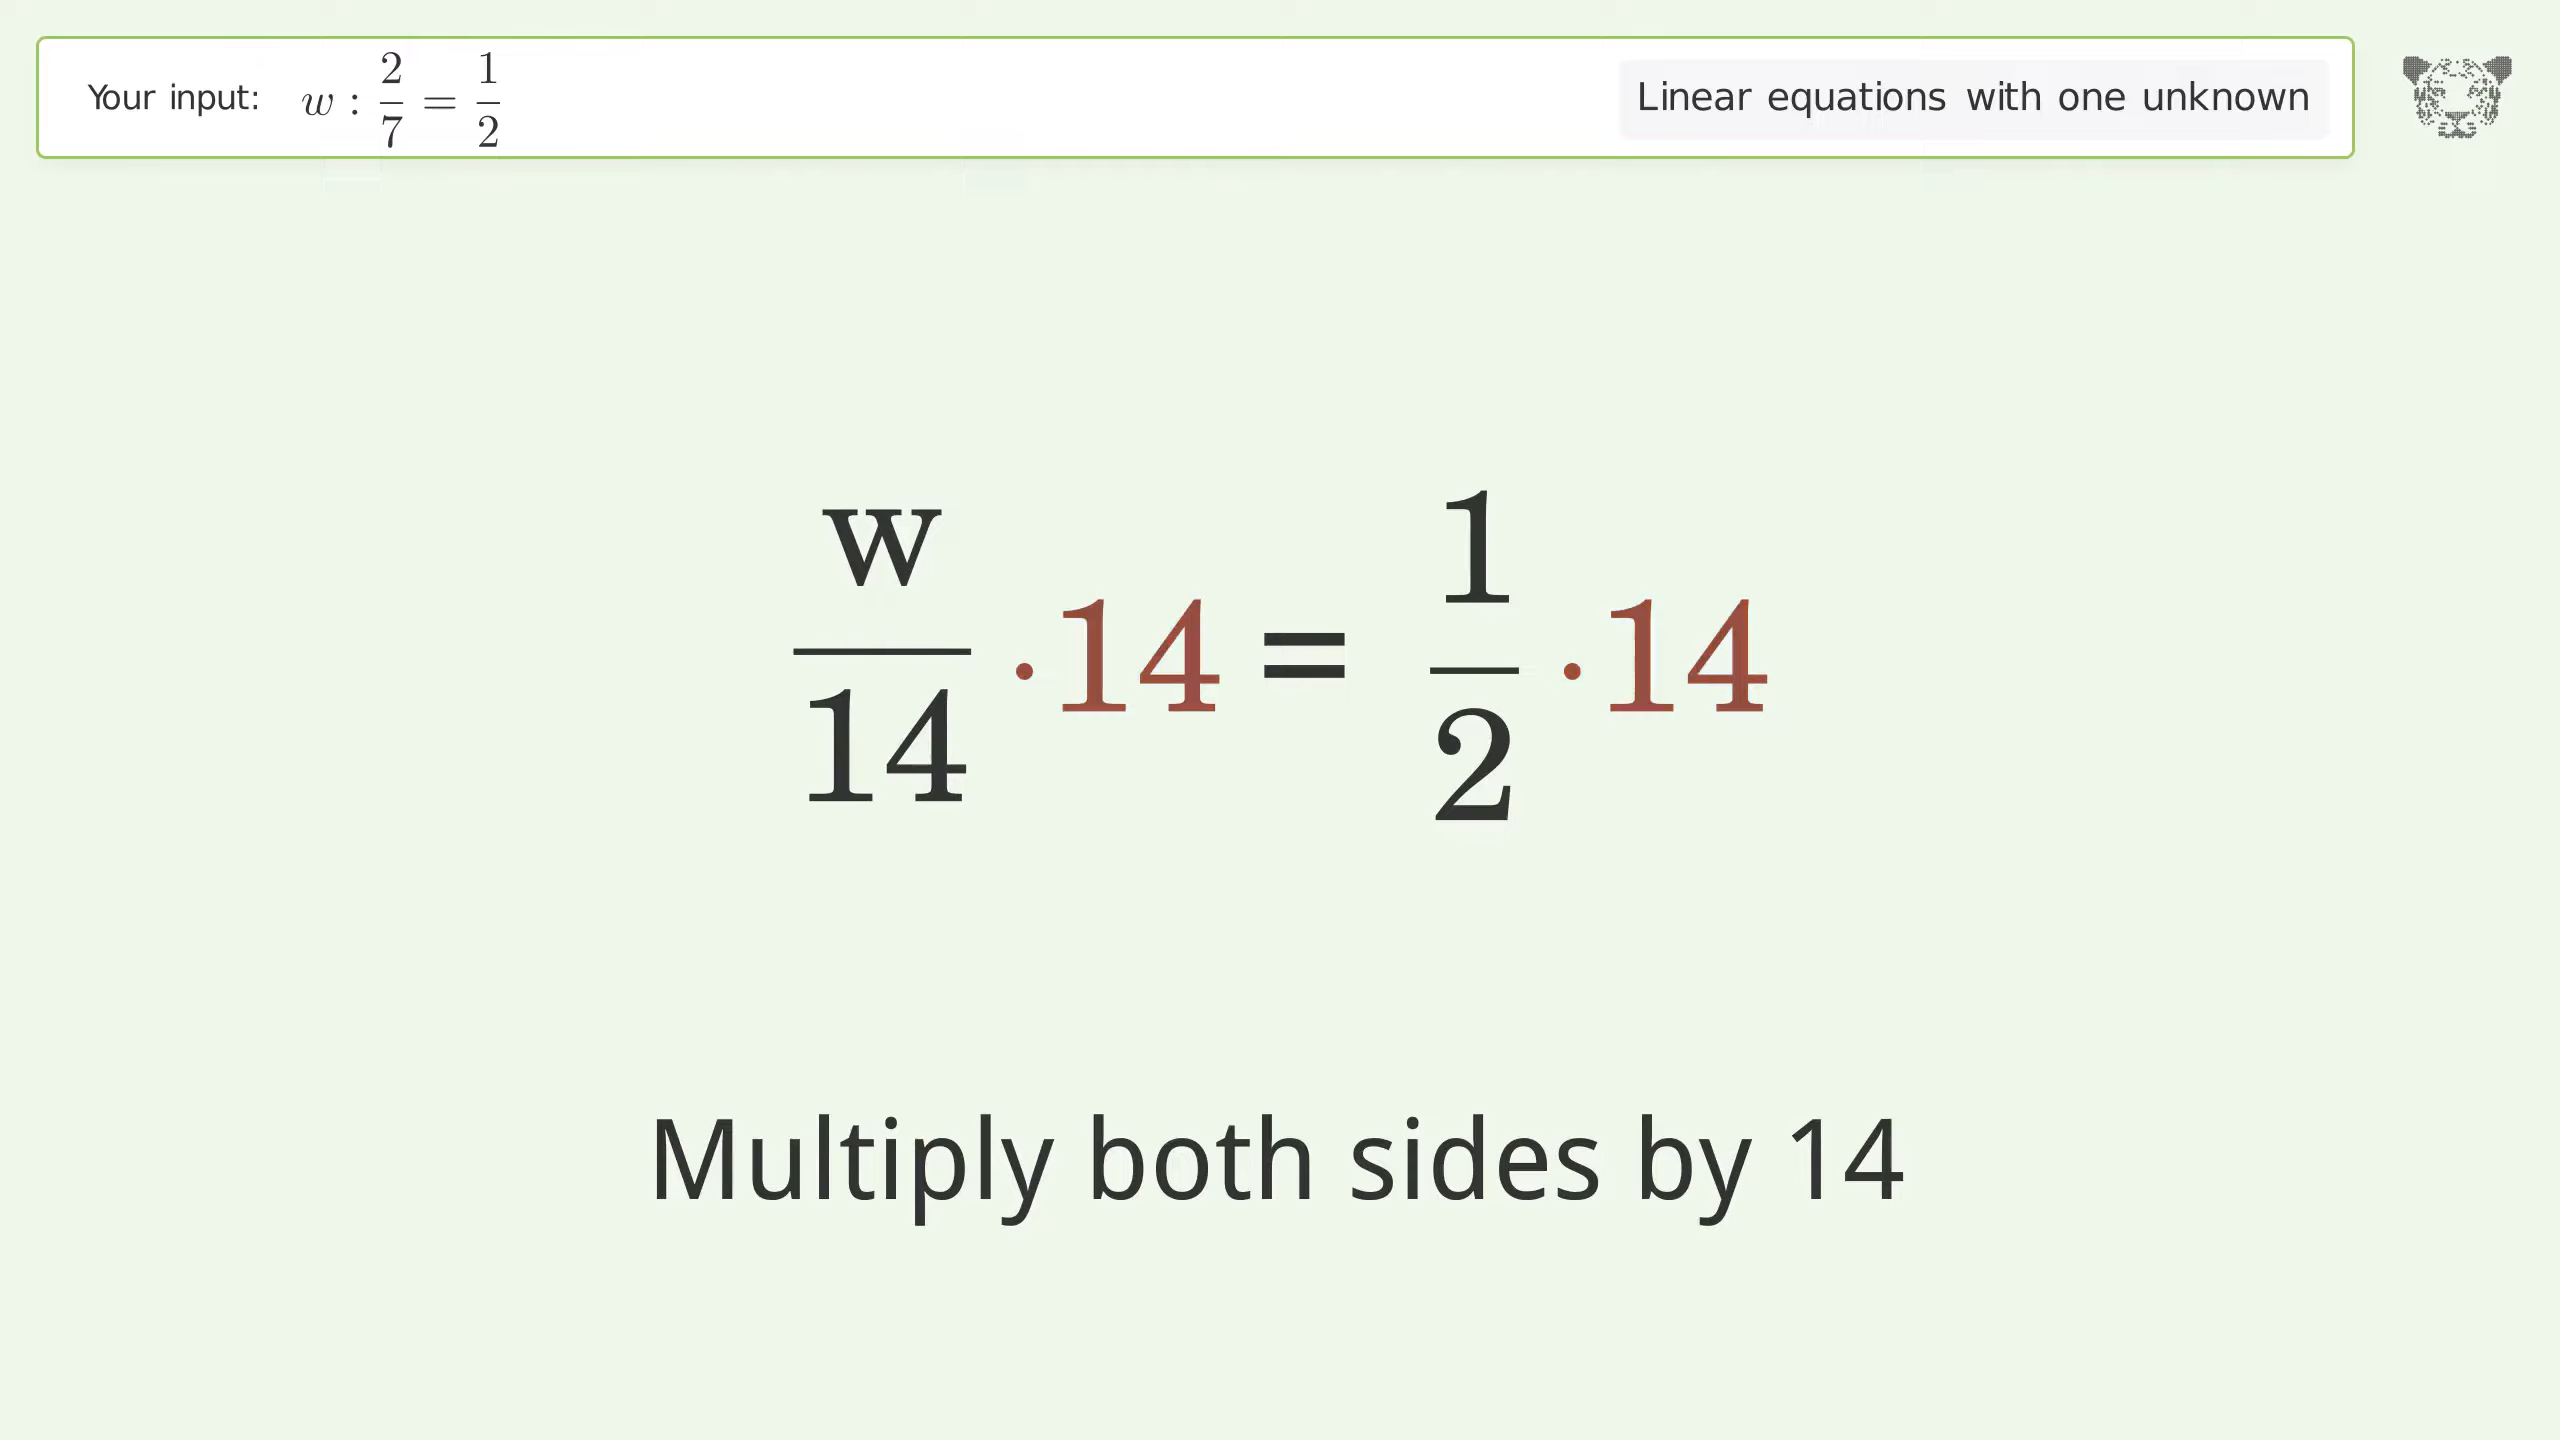 Your input: w : 2/7 = 1/2
Linear equations with one unknown
w/14 · 14 = 1/2 · 14
Multiply both sides by 14